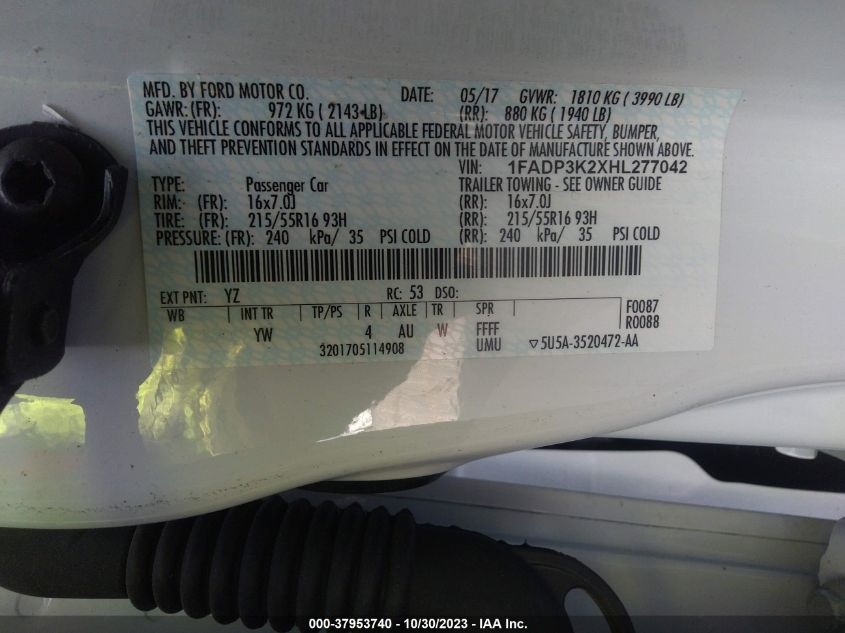 MFD. BY FORD MOTOR CO. DATE: 05/17 GVWR: 1810 KG ( 3990 LB)
GAWR: (FR): 972 KG ( 2143 LB) (RR): 880 KG ( 1940 LB)
THIS VEHICLE CONFORMS TO ALL APPLICABLE FEDERAL MOTOR VEHICLE SAFETY, BUMPER,
AND THEFT PREVENTION STANDARDS IN EFFECT ON THE DATE OF MANUFACTURE SHOWN ABOVE.
VIN: 1FADP3K2XHL277042
TYPE: Passenger Car TRAILER TOWING - SEE OWNER GUIDE
RIM: (FR): 16x7.0J (RR): 16x7.0J
TIRE: (FR): 215/55R16 93H (RR): 215/55R16 93H
PRESSURE: (FR): 240 kPa/ 35 PSI COLD (RR): 240 kPa/ 35 PSI COLD
EXT PNT: YZ RC: 53 DSO:
WB INT TR TP/PS R AXLE TR SPR F0087
YW 4 AU W FFFF R0088
3201705114908 UMU ▽5U5A-3520472-AA
000-37953740 - 10/30/2023 - IAA Inc.